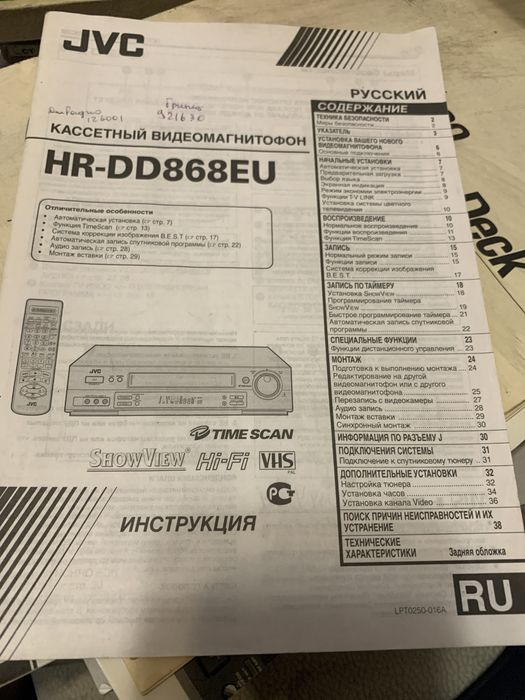 JVC
РУССКИЙ
126001
921630
КАССЕТНЫЙ ВИДЕОМАГНИТОФОН
HR-DD868EU
Отличительные особенности
• Автоматическая установка (☞ стр. 7)
• Функция TimeScan (☞ стр. 13)
• Система коррекции изображения B.E.S.T (☞ стр. 17)
• Автоматическая запись спутниковой программы (☞ стр. 22)
• Аудио запись (☞ стр. 28)
• Монтаж вставки (☞ стр. 29)
JVC
JVC
TIME SCAN
SHOWVIEW Hi-Fi VHS
PAL
ИНСТРУКЦИЯ
СОДЕРЖАНИЕ
ТЕХНИКА БЕЗОПАСНОСТИ 2
Меры безопасности 2
УКАЗАТЕЛЬ 3
УСТАНОВКА ВАШЕГО НОВОГО
ВИДЕОМАГНИТОФОНА 6
Основные подключения 6
НАЧАЛЬНЫЕ УСТАНОВКИ 7
Автоматическая установка 7
Предварительная загрузка 7
Выбор языка 8
Экранная индикация 8
Режим экономии электроэнергии 9
Функция T-V LINK 9
Установка системы цветного
телевидения 10
ВОСПРОИЗВЕДЕНИЕ 10
Нормальное воспроизведение 10
Функции воспроизведения 11
Функция TimeScan 13
ЗАПИСЬ 15
Нормальный режим записи 15
Функции записи 15
Система коррекции изображения
B.E.S.T. 17
ЗАПИСЬ ПО ТАЙМЕРУ 18
Установка SHOWVIEW 18
Программирование таймера
SHOWVIEW 19
Быстрое программирование таймера 21
Автоматическая запись спутниковой
программы 22
СПЕЦИАЛЬНЫЕ ФУНКЦИИ 23
Функции дистанционного управления 23
МОНТАЖ 24
Подготовка к выполнению монтажа 24
Редактирование на другой
видеомагнитофон или с другого
видеомагнитофона 25
Перезапись с видеокамеры 27
Аудио запись 28
Монтаж вставки 29
Синхронный монтаж 30
ИНФОРМАЦИЯ ПО РАЗЪЕМУ J 30
ПОДКЛЮЧЕНИЯ СИСТЕМЫ 31
Подключение к спутниковому тюнеру 31
ДОПОЛНИТЕЛЬНЫЕ УСТАНОВКИ 32
Настройка тюнера 32
Установка часов 34
Установка канала Video 36
ПОИСК ПРИЧИН НЕИСПРАВНОСТЕЙ И ИХ
УСТРАНЕНИЕ 38
ТЕХНИЧЕСКИЕ
ХАРАКТЕРИСТИКИ Задняя обложка
RU
LPT0250-016A
Deck